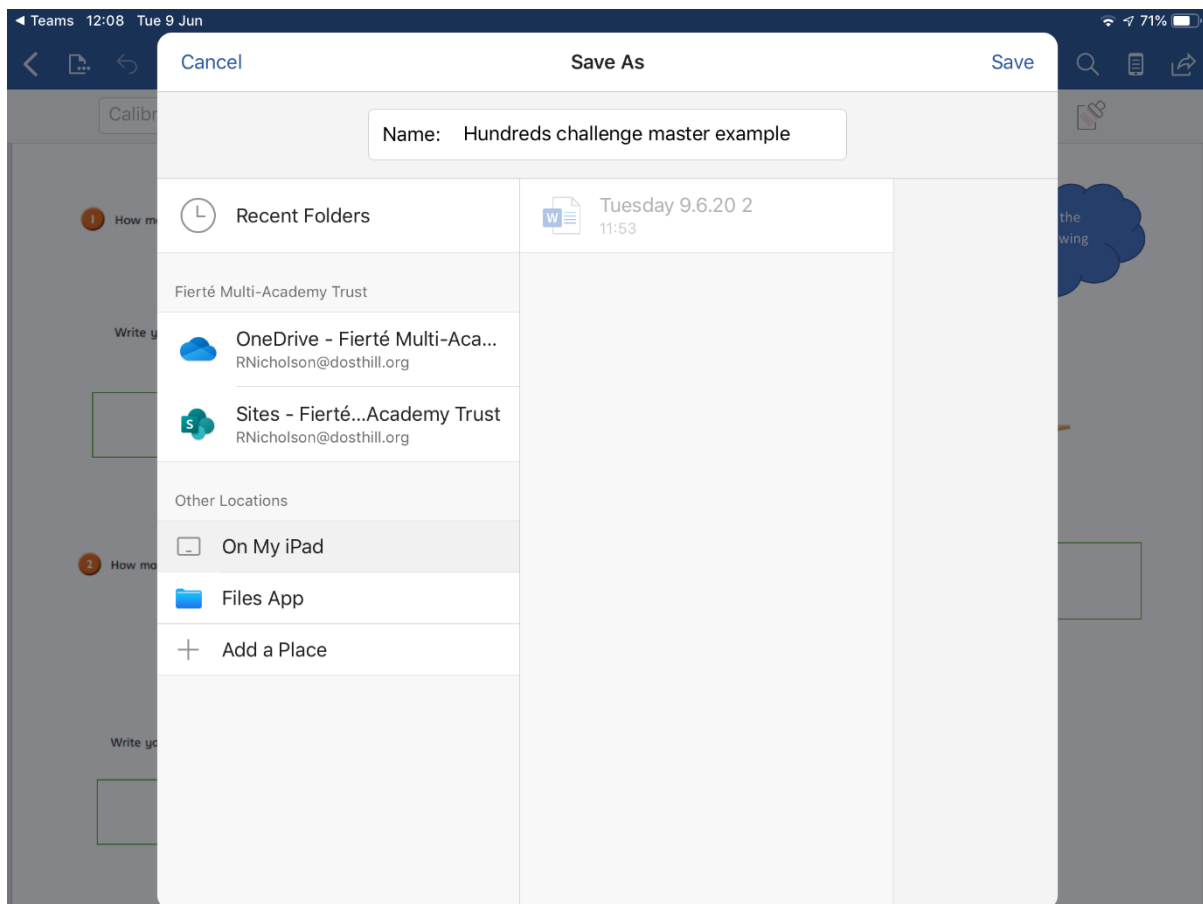 Teams 12:08 Tue 9 Jun 71%
Cancel Save As Save
Calibr
Name: Hundreds challenge master example
Recent Folders
Tuesday 9.6.20 2
11:53
1 How m
the
wing
Fierté Multi-Academy Trust
Write y
OneDrive - Fierté Multi-Aca...
RNicholson@dosthill.org
Sites - Fierté...Academy Trust
RNicholson@dosthill.org
Other Locations
On My iPad
2 How ma
Files App
Add a Place
Write yo